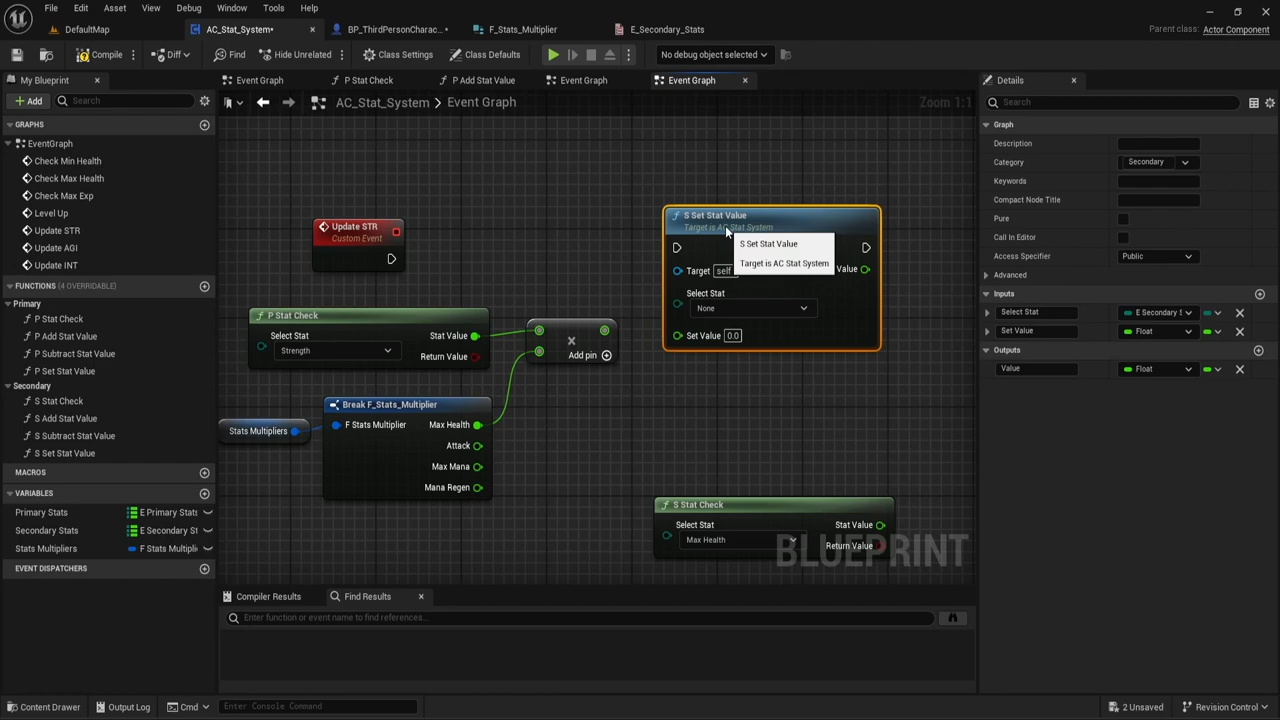 File Edit Asset View Debug Window Tools Help
DefaultMap
AC_Stat_System*
BP_ThirdPersonCharac...
F_Stats_Multiplier
E_Secondary_Stats
Parent class: Actor Component
Compile
Diff
Find
Hide Unrelated
Class Settings
Class Defaults
No debug object selected
My Blueprint
Add
Search
GRAPHS
EventGraph
Check Min Health
Check Max Health
Check Max Exp
Level Up
Update STR
Update AGI
Update INT
FUNCTIONS (4 OVERRIDABLE)
Primary
P Stat Check
P Add Stat Value
P Subtract Stat Value
P Set Stat Value
Secondary
S Stat Check
S Add Stat Value
S Subtract Stat Value
S Set Stat Value
MACROS
VARIABLES
Primary Stats E Primary Stats
Secondary Stats E Secondary St
Stats Multipliers F Stats Multipli
EVENT DISPATCHERS
Event Graph
P Stat Check
P Add Stat Value
Event Graph
Event Graph
AC_Stat_System > Event Graph
Zoom 1:1
Update STR
Custom Event
P Stat Check
Select Stat
Strength
Stat Value
Return Value
Add pin
Stats Multipliers
Break F_Stats_Multiplier
F Stats Multiplier
Max Health
Attack
Max Mana
Mana Regen
S Set Stat Value
Target is AC Stat System
S Set Stat Value
Target is AC Stat System
Target self
Value
Select Stat
None
Set Value 0.0
S Stat Check
Select Stat
Max Health
Stat Value
Return Value
BLUEPRINT
Compiler Results
Find Results
Enter function or event name to find references...
Details
Search
Graph
Description
Category Secondary
Keywords
Compact Node Title
Pure
Call In Editor
Access Specifier Public
Advanced
Inputs
Select Stat E Secondary S
Set Value Float
Outputs
Value Float
Content Drawer
Output Log
Cmd
Enter Console Command
2 Unsaved
Revision Control